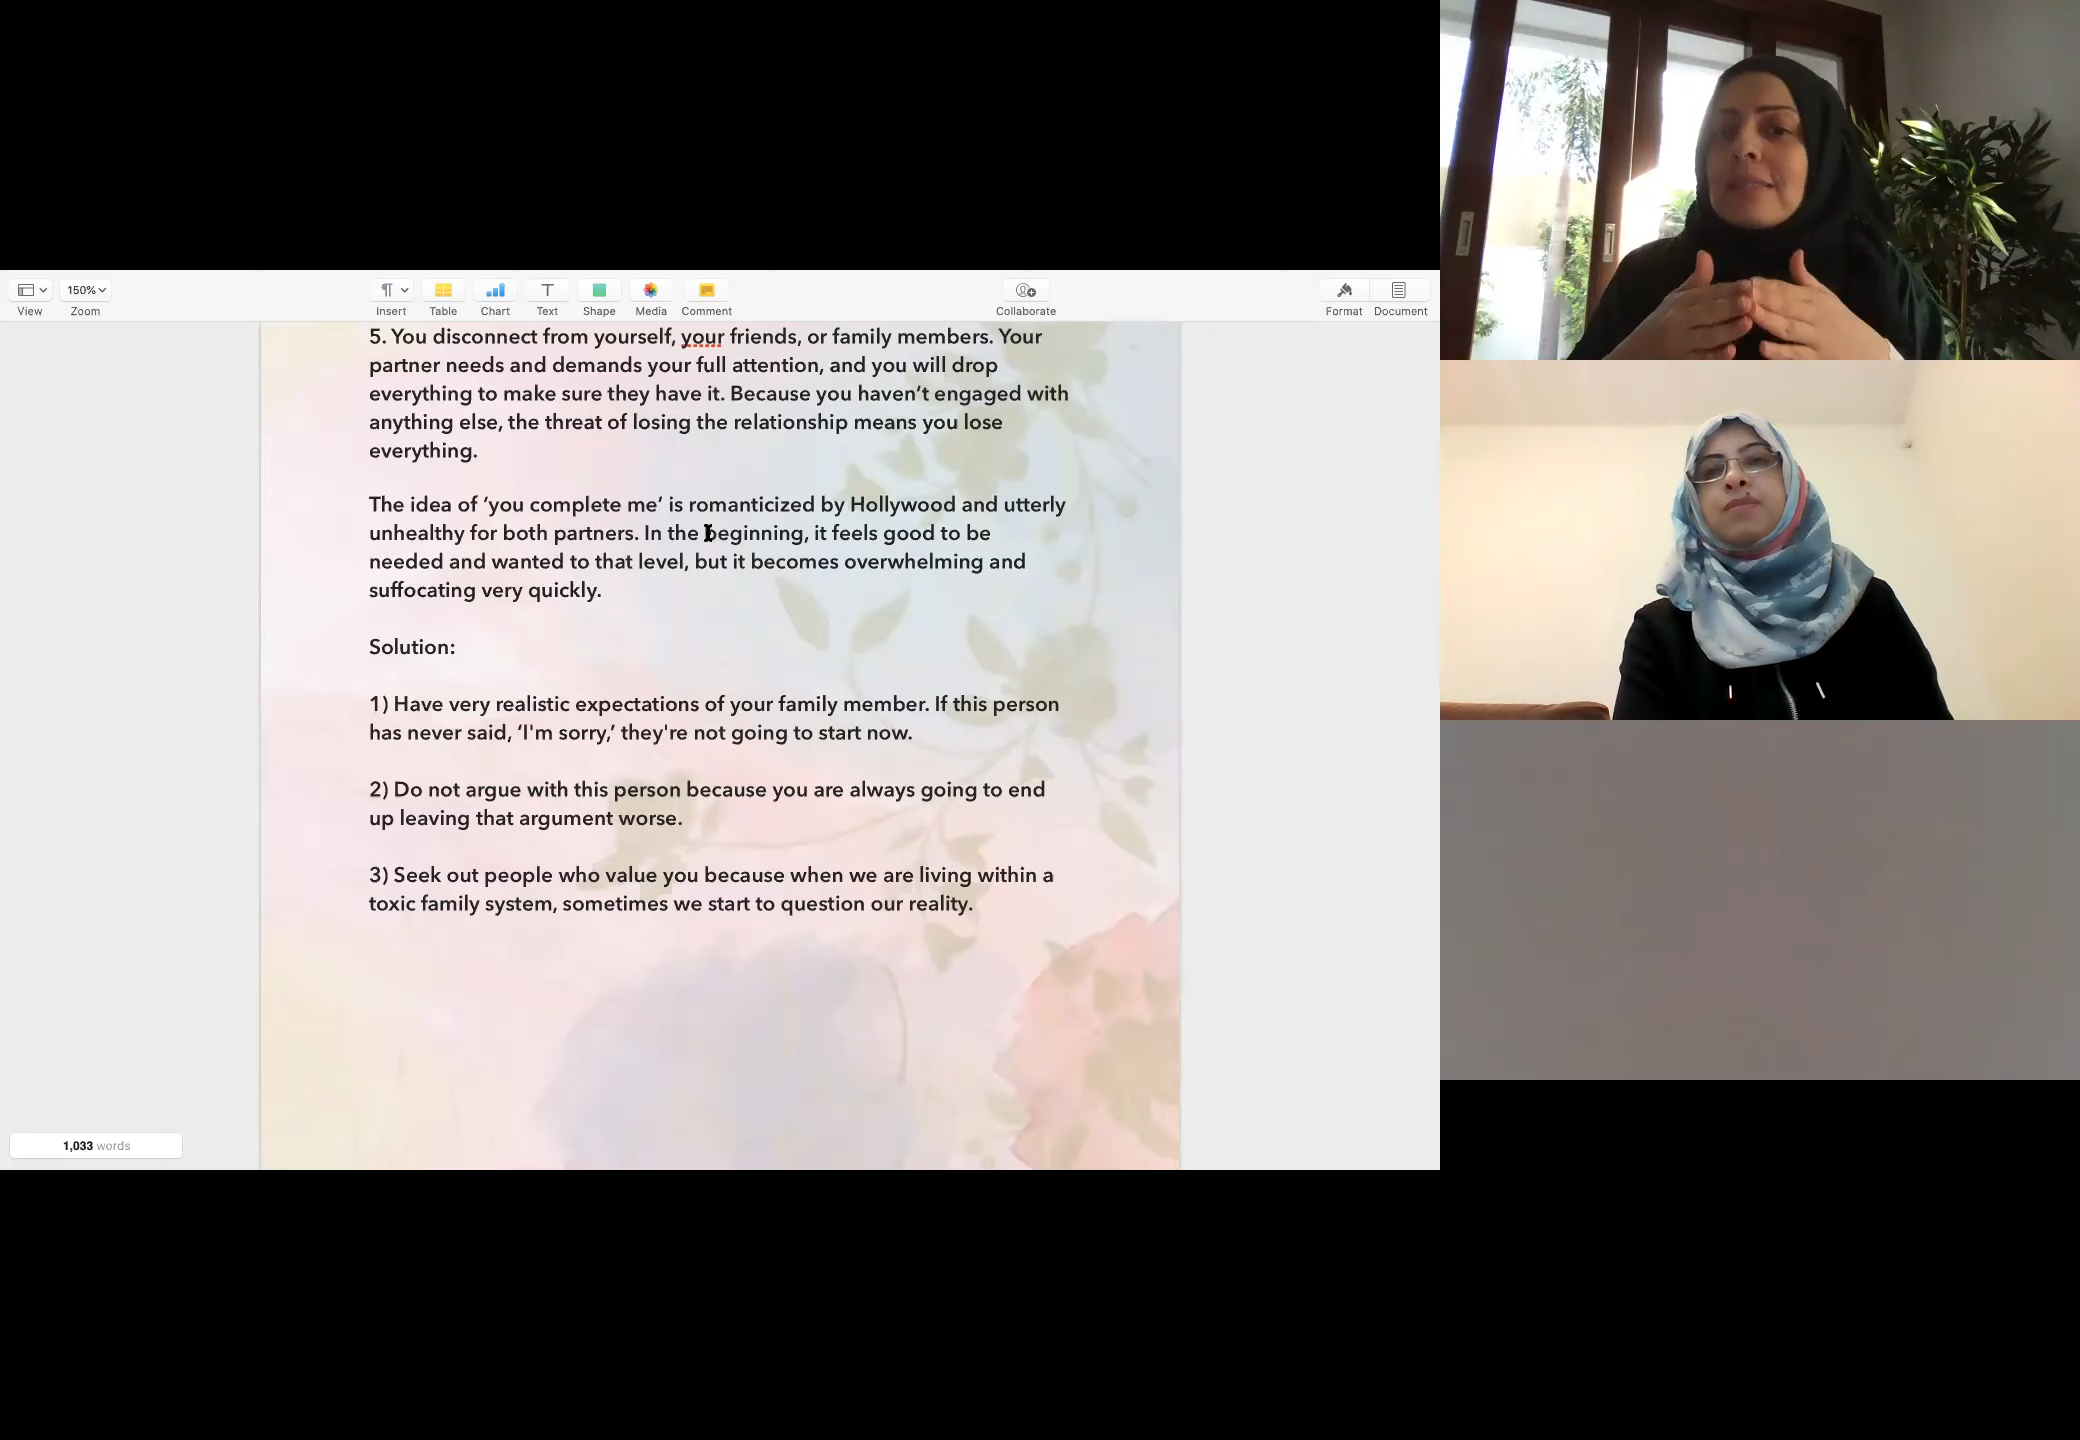 150%
View
Zoom
Insert
Table
Chart
Text
Shape
Media
Comment
Collaborate
Format
Document
5. You disconnect from yourself, your friends, or family members. Your
partner needs and demands your full attention, and you will drop
everything to make sure they have it. Because you haven’t engaged with
anything else, the threat of losing the relationship means you lose
everything.
The idea of ‘you complete me’ is romanticized by Hollywood and utterly
unhealthy for both partners. In the beginning, it feels good to be
needed and wanted to that level, but it becomes overwhelming and
suffocating very quickly.
Solution:
1) Have very realistic expectations of your family member. If this person
has never said, ‘I'm sorry,’ they're not going to start now.
2) Do not argue with this person because you are always going to end
up leaving that argument worse.
3) Seek out people who value you because when we are living within a
toxic family system, sometimes we start to question our reality.
1,033 words